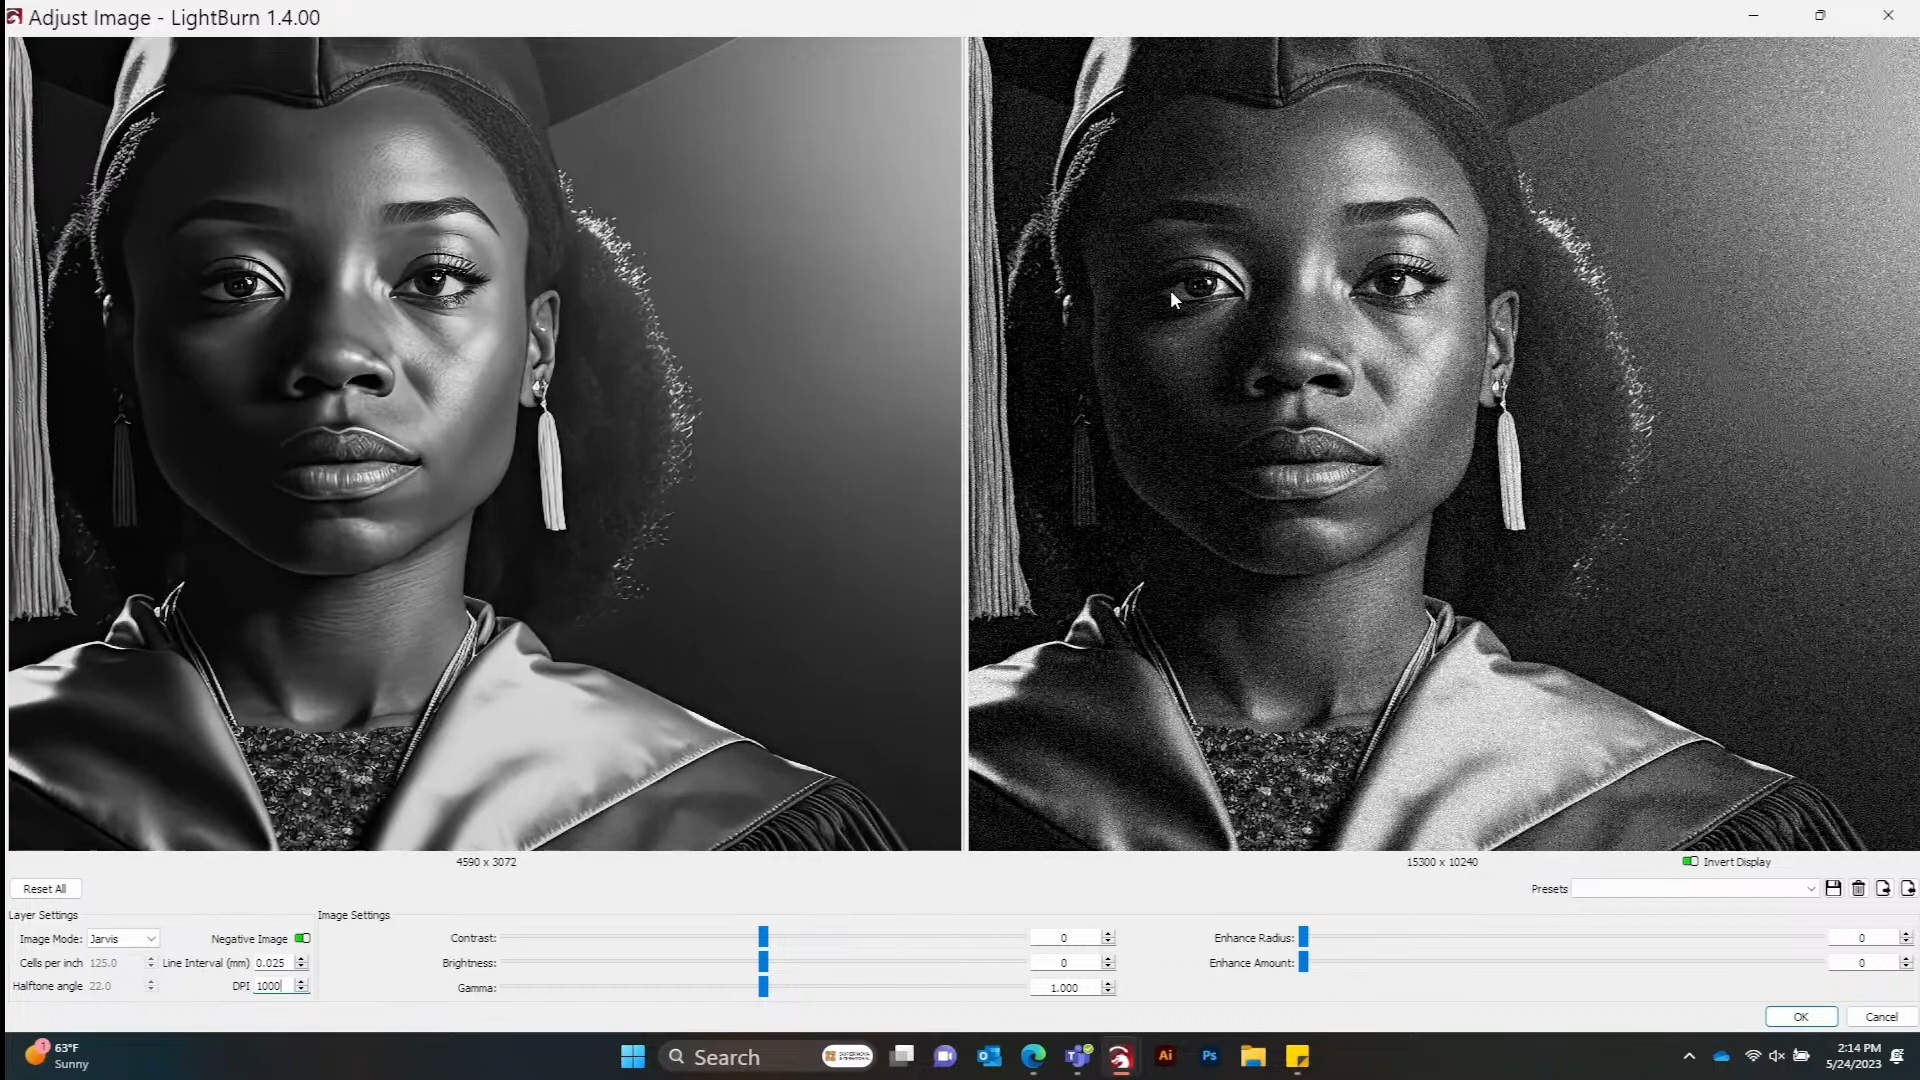 Adjust Image - LightBurn 1.4.00
4590 x 3072
15300 x 10240
Invert Display
Reset All
Presets
Layer Settings
Image Settings
Image Mode: Jarvis
Negative Image
Contrast: 0
Enhance Radius: 0
Cells per inch 125.0
Line Interval (mm) 0.025
Brightness: 0
Enhance Amount: 0
Halftone angle 22.0
DPI 1000
Gamma: 1.000
OK
Cancel
1
63°F
Sunny
Search
Ai
Ps
2:14 PM
5/24/2023